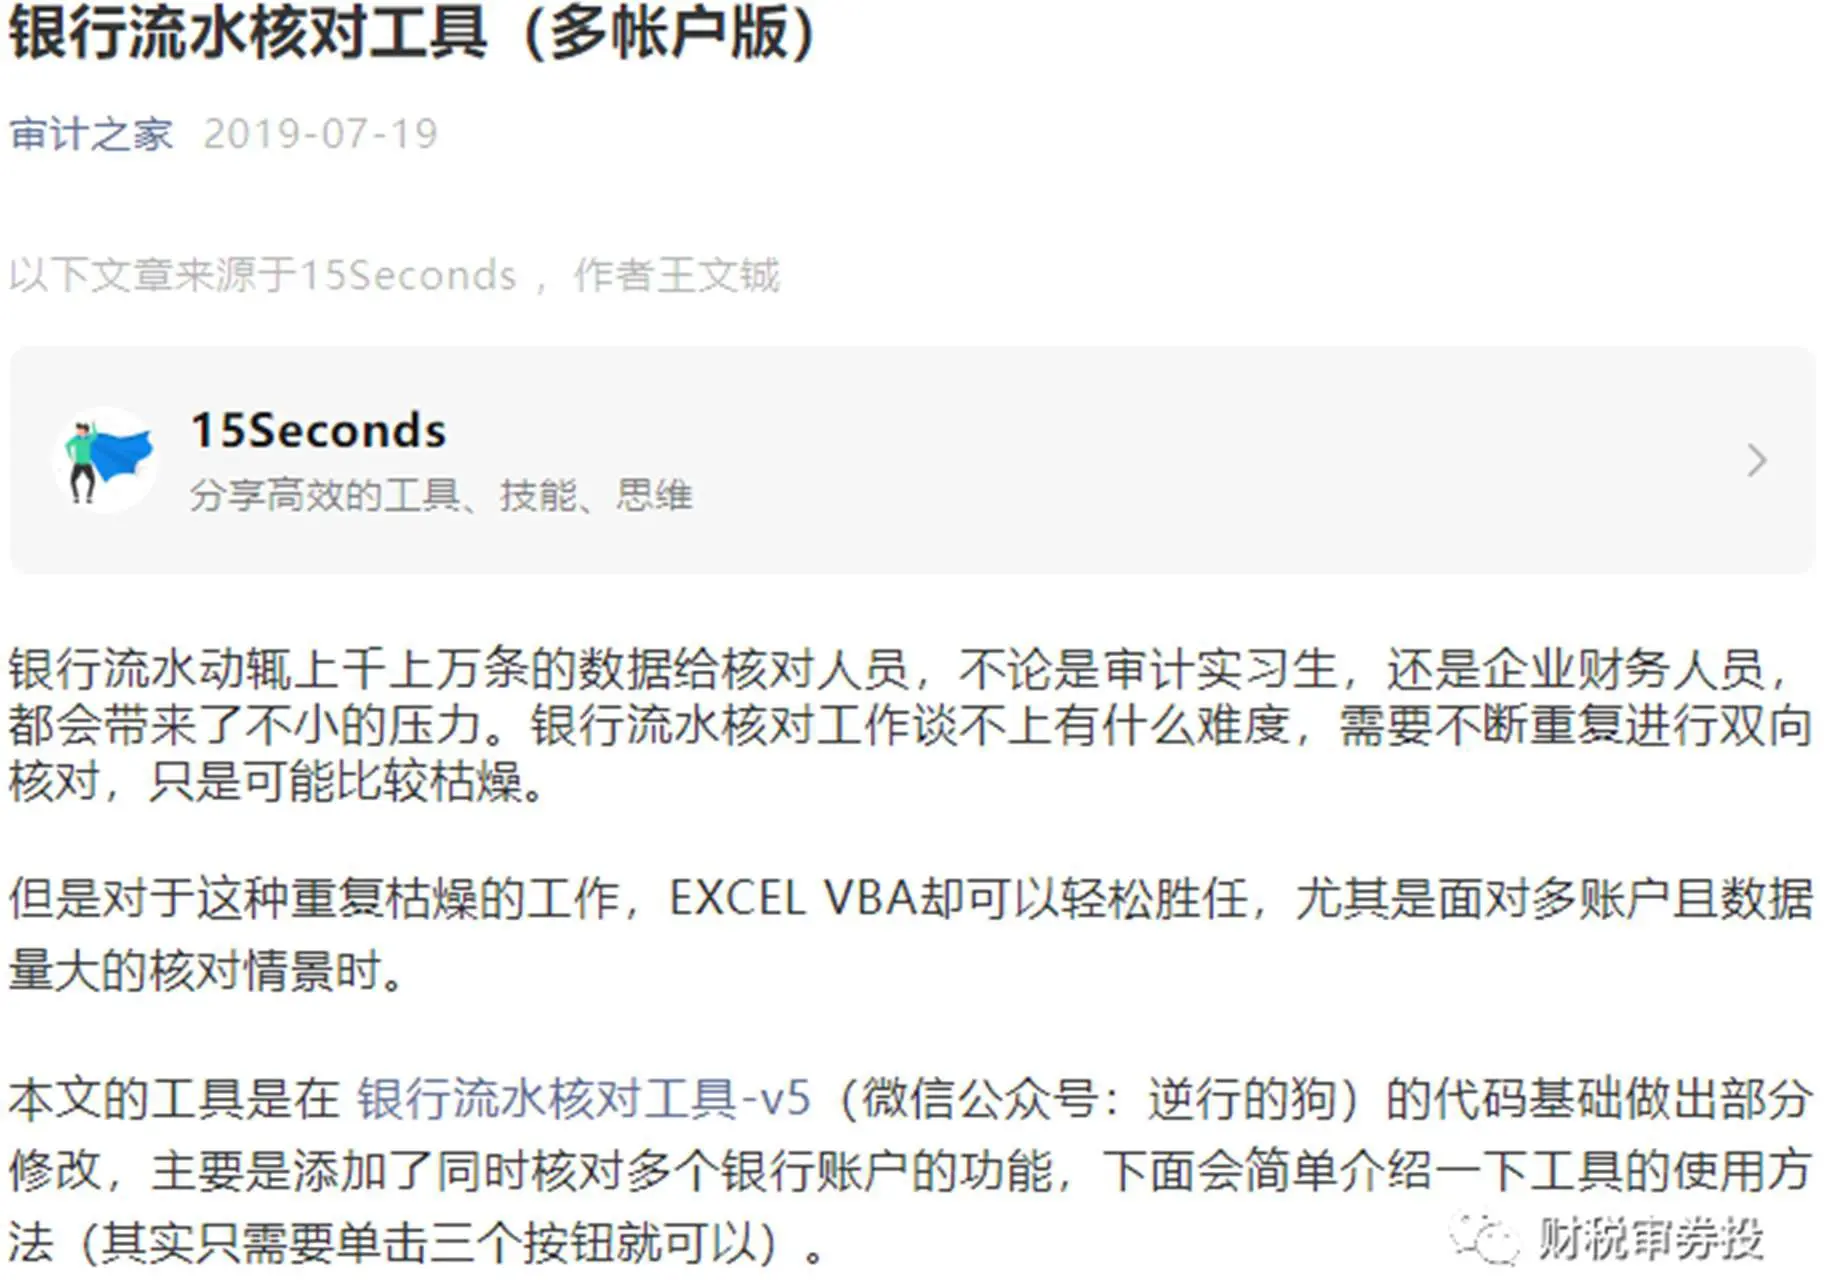 银行流水核对工具（多帐户版）
审计之家 2019-07-19
以下文章来源于15Seconds ，作者王文铖
15Seconds
分享高效的工具、技能、思维
银行流水动辄上千上万条的数据给核对人员，不论是审计实习生，还是企业财务人员，
都会带来了不小的压力。银行流水核对工作谈不上有什么难度，需要不断重复进行双向
核对，只是可能比较枯燥。
但是对于这种重复枯燥的工作，EXCEL VBA却可以轻松胜任，尤其是面对多账户且数据
量大的核对情景时。
本文的工具是在 银行流水核对工具-v5（微信公众号：逆行的狗）的代码基础做出部分
修改，主要是添加了同时核对多个银行账户的功能，下面会简单介绍一下工具的使用方
法（其实只需要单击三个按钮就可以）。
财税审券投